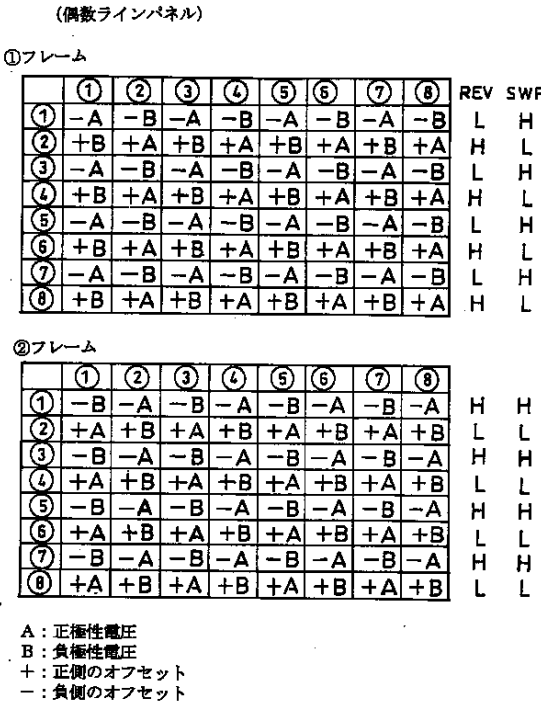 (偶数ラインパネル)
①フレーム
① ② ③ ④ ⑤ ⑥ ⑦ ⑧ REV SWP
① −A −B −A −B −A −B −A −B L H
② +B +A +B +A +B +A +B +A H L
③ −A −B −A −B −A −B −A −B L H
④ +B +A +B +A +B +A +B +A H L
⑤ −A −B −A −B −A −B −A −B L H
⑥ +B +A +B +A +B +A +B +A H L
⑦ −A −B −A −B −A −B −A −B L H
⑧ +B +A +B +A +B +A +B +A H L
②フレーム
① ② ③ ④ ⑤ ⑥ ⑦ ⑧
① −B −A −B −A −B −A −B −A H H
② +A +B +A +B +A +B +A +B L L
③ −B −A −B −A −B −A −B −A H H
④ +A +B +A +B +A +B +A +B L L
⑤ −B −A −B −A −B −A −B −A H H
⑥ +A +B +A +B +A +B +A +B L L
⑦ −B −A −B −A −B −A −B −A H H
⑧ +A +B +A +B +A +B +A +B L L
A:正極性電圧
B:負極性電圧
+:正側のオフセット
−:負側のオフセット